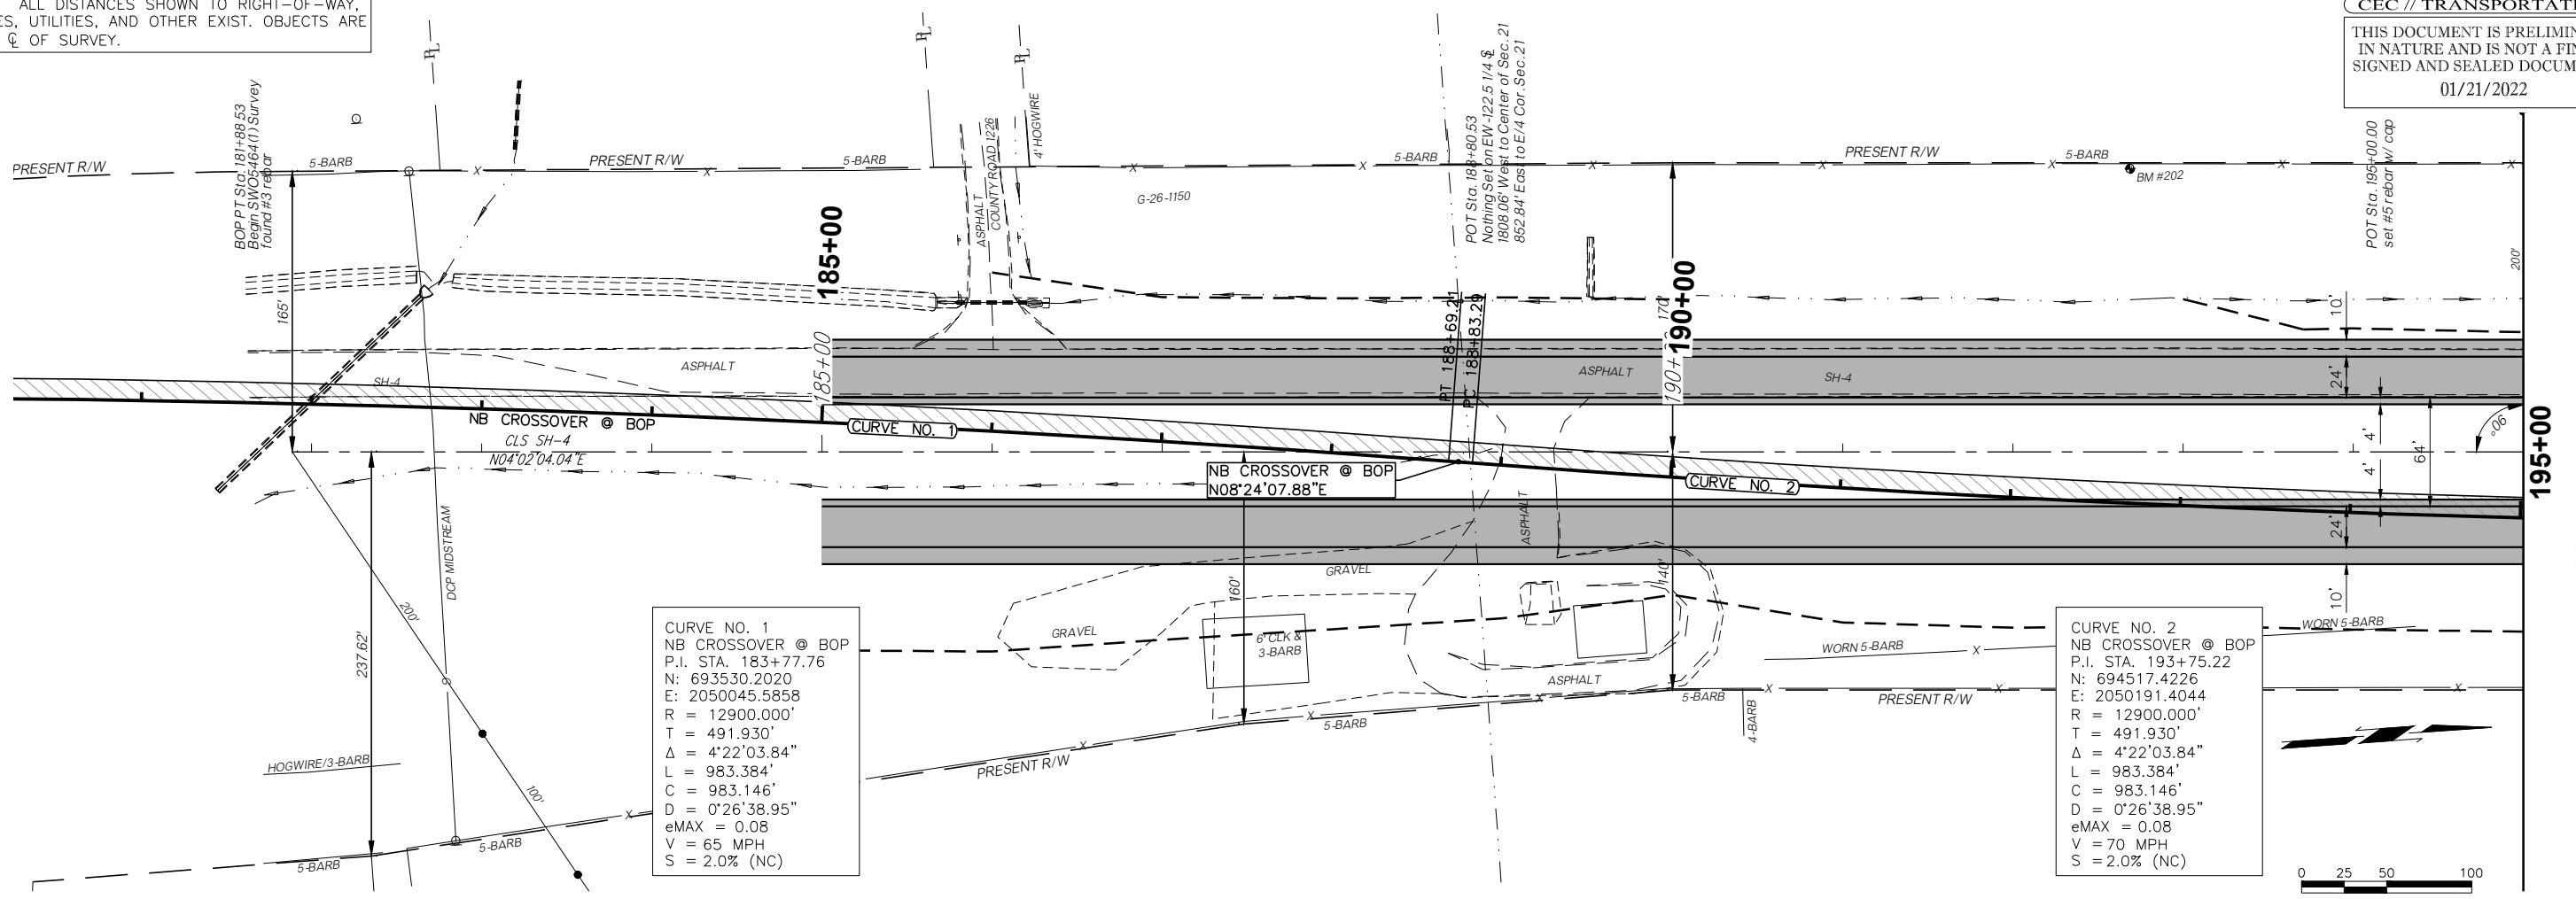 ALL DISTANCES SHOWN TO RIGHT-OF-WAY,
ES, UTILITIES, AND OTHER EXIST. OBJECTS ARE
℄ OF SURVEY.
CEC // TRANSPORTATI
THIS DOCUMENT IS PRELIMIN
IN NATURE AND IS NOT A FIN
SIGNED AND SEALED DOCUM
01/21/2022
PL
PL
PL
BOP PT Sta. 181+88.53
Begin SWO5464(1) Survey
found #3 rebar
4' HOGWIRE
POT Sta. 188+80.53
Nothing Set on EW-122.5 1/4 SL
1808.06' West to Center of Sec. 21
852.84' East to E/4 Cor. Sec. 21
POT Sta. 195+00.00
set #5 rebar w/ cap
PRESENT R/W
5-BARB
PRESENT R/W
5-BARB
5-BARB
PRESENT R/W
5-BARB
BM #202
G-26-1150
ASPHALT
COUNTY ROAD 1226
165'
185+00
190+00
170'
200'
10'
PT 188+69.21
PC 188+83.29
185+00
190+
SH-4
ASPHALT
ASPHALT
SH-4
24'
4'
4'
64'
90°
195+00
NB CROSSOVER @ BOP
CLS SH-4
N04°02'04.04"E
CURVE NO. 1
NB CROSSOVER @ BOP
N08°24'07.88"E
CURVE NO. 2
24'
10'
DCP MIDSTREAM
ASPHALT
GRAVEL
160'
140'
200'
237.62'
100'
GRAVEL
6' CLK &
3-BARB
ASPHALT
WORN 5-BARB
WORN 5-BARB
5-BARB
4-BARB
PRESENT R/W
5-BARB
PRESENT R/W
HOGWIRE/3-BARB
5-BARB
5-BARB
CURVE NO. 1
NB CROSSOVER @ BOP
P.I. STA. 183+77.76
N: 693530.2020
E: 2050045.5858
R = 12900.000'
T = 491.930'
Δ = 4°22'03.84"
L = 983.384'
C = 983.146'
D = 0°26'38.95"
eMAX = 0.08
V = 65 MPH
S = 2.0% (NC)
CURVE NO. 2
NB CROSSOVER @ BOP
P.I. STA. 193+75.22
N: 694517.4226
E: 2050191.4044
R = 12900.000'
T = 491.930'
Δ = 4°22'03.84"
L = 983.384'
C = 983.146'
D = 0°26'38.95"
eMAX = 0.08
V = 70 MPH
S = 2.0% (NC)
0 25 50 100